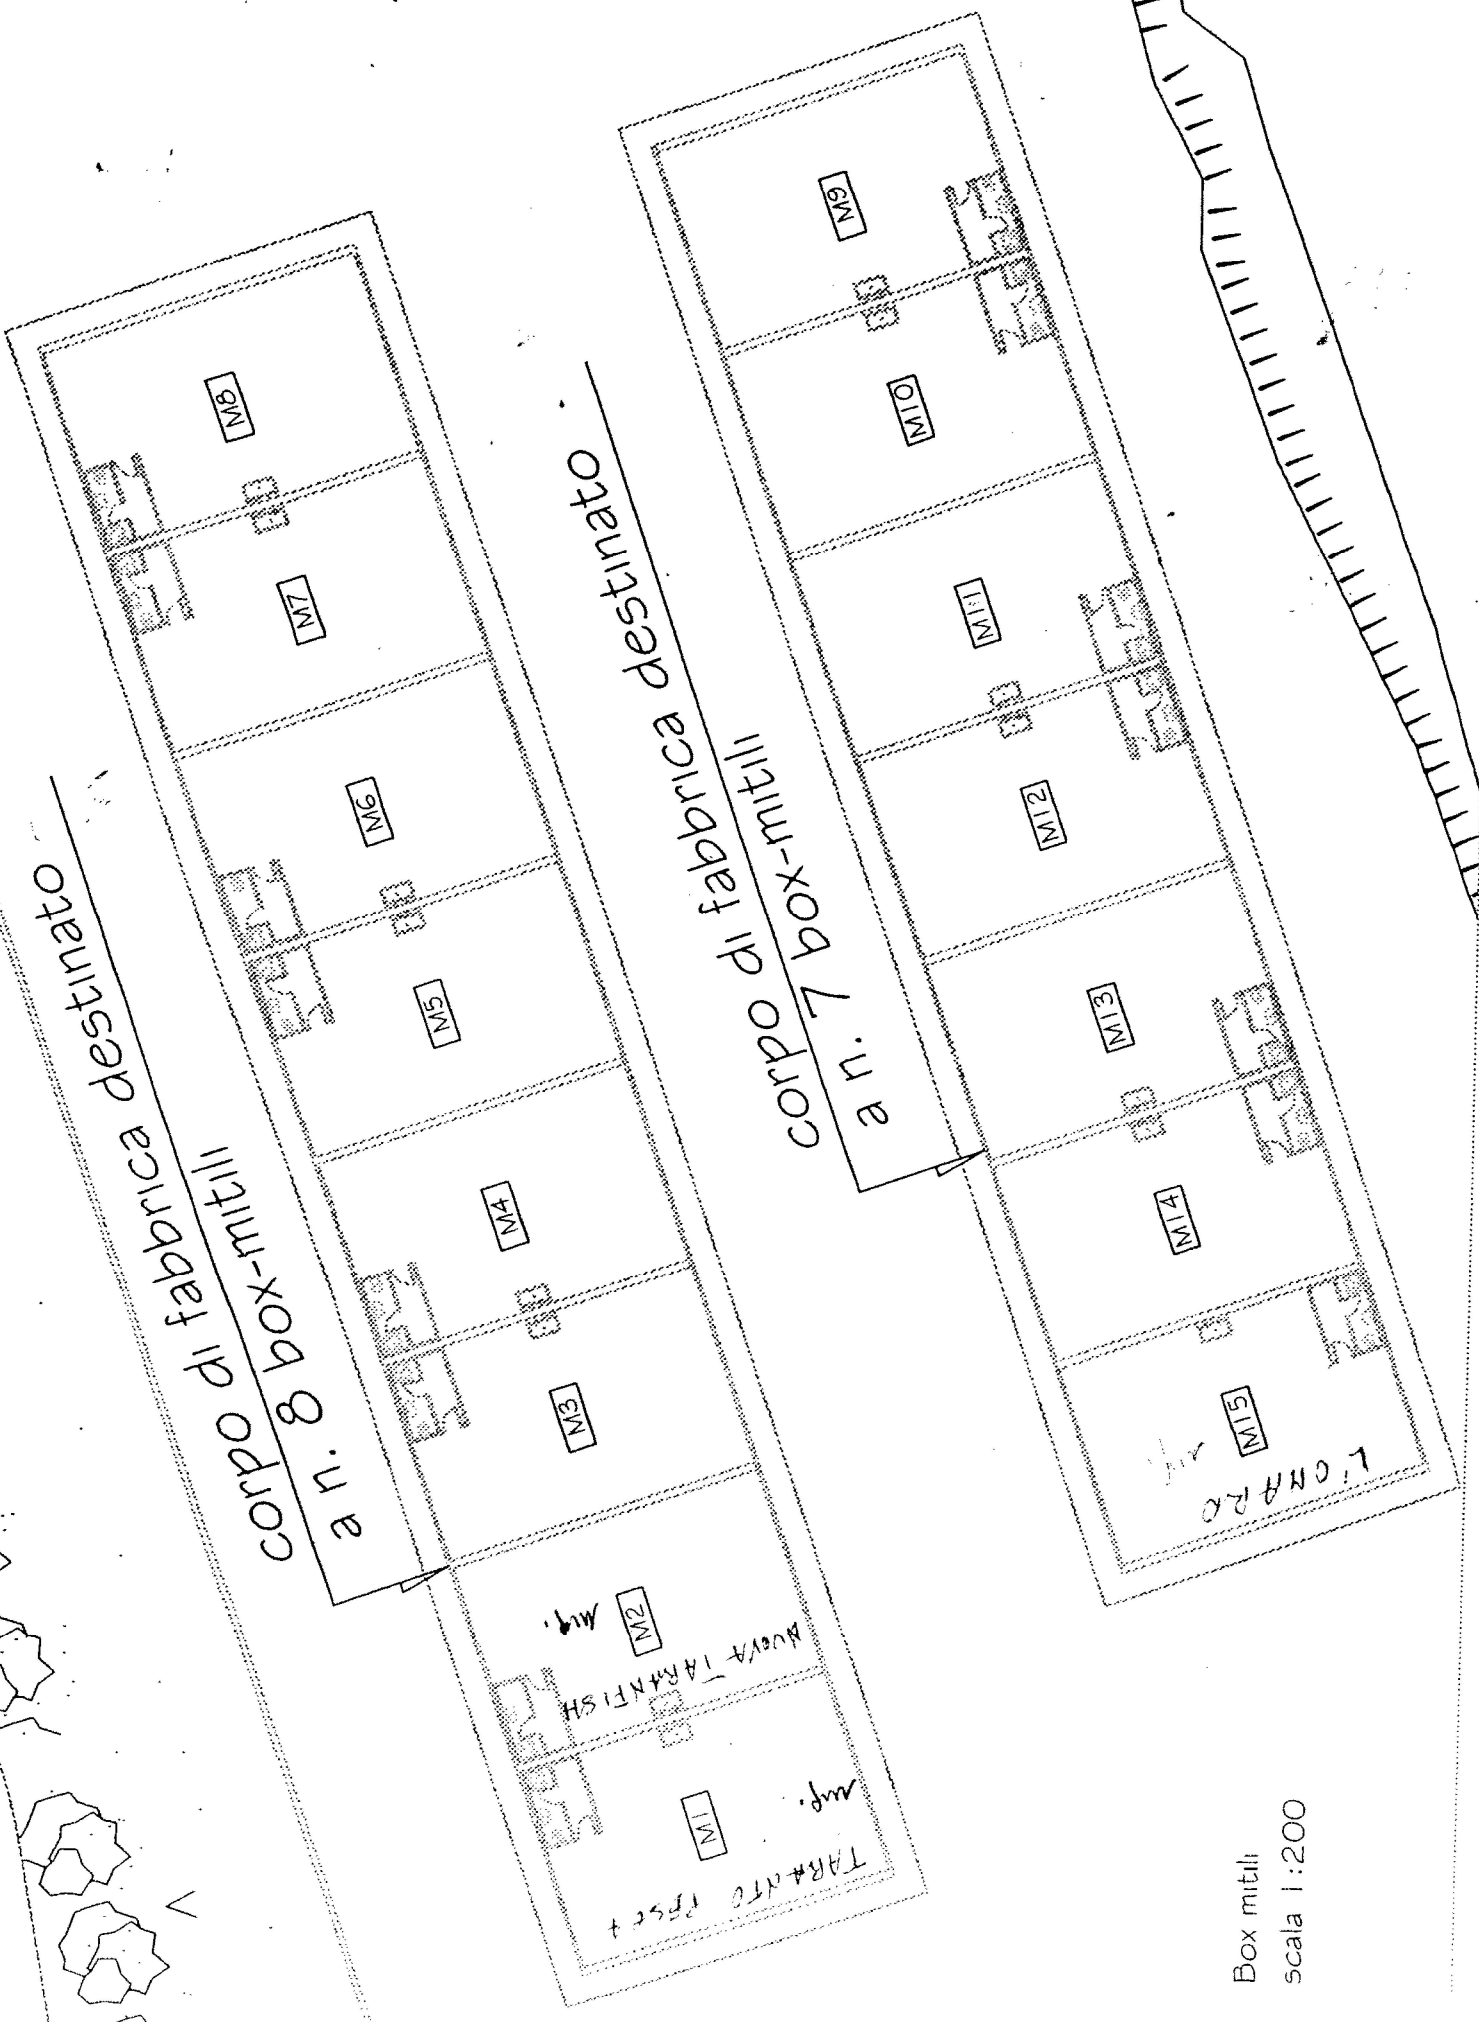 corpo di fabbrica destinato
a n. 8 box-mitili
M8
M7
M6
M5
M4
M3
M2
NUOVA TARANFISH
M1
TARANTO
corpo di fabbrica destinato
a n. 7 box-mitili
M9
M10
M11
M12
M13
M14
M15
Box mitili
scala 1:200